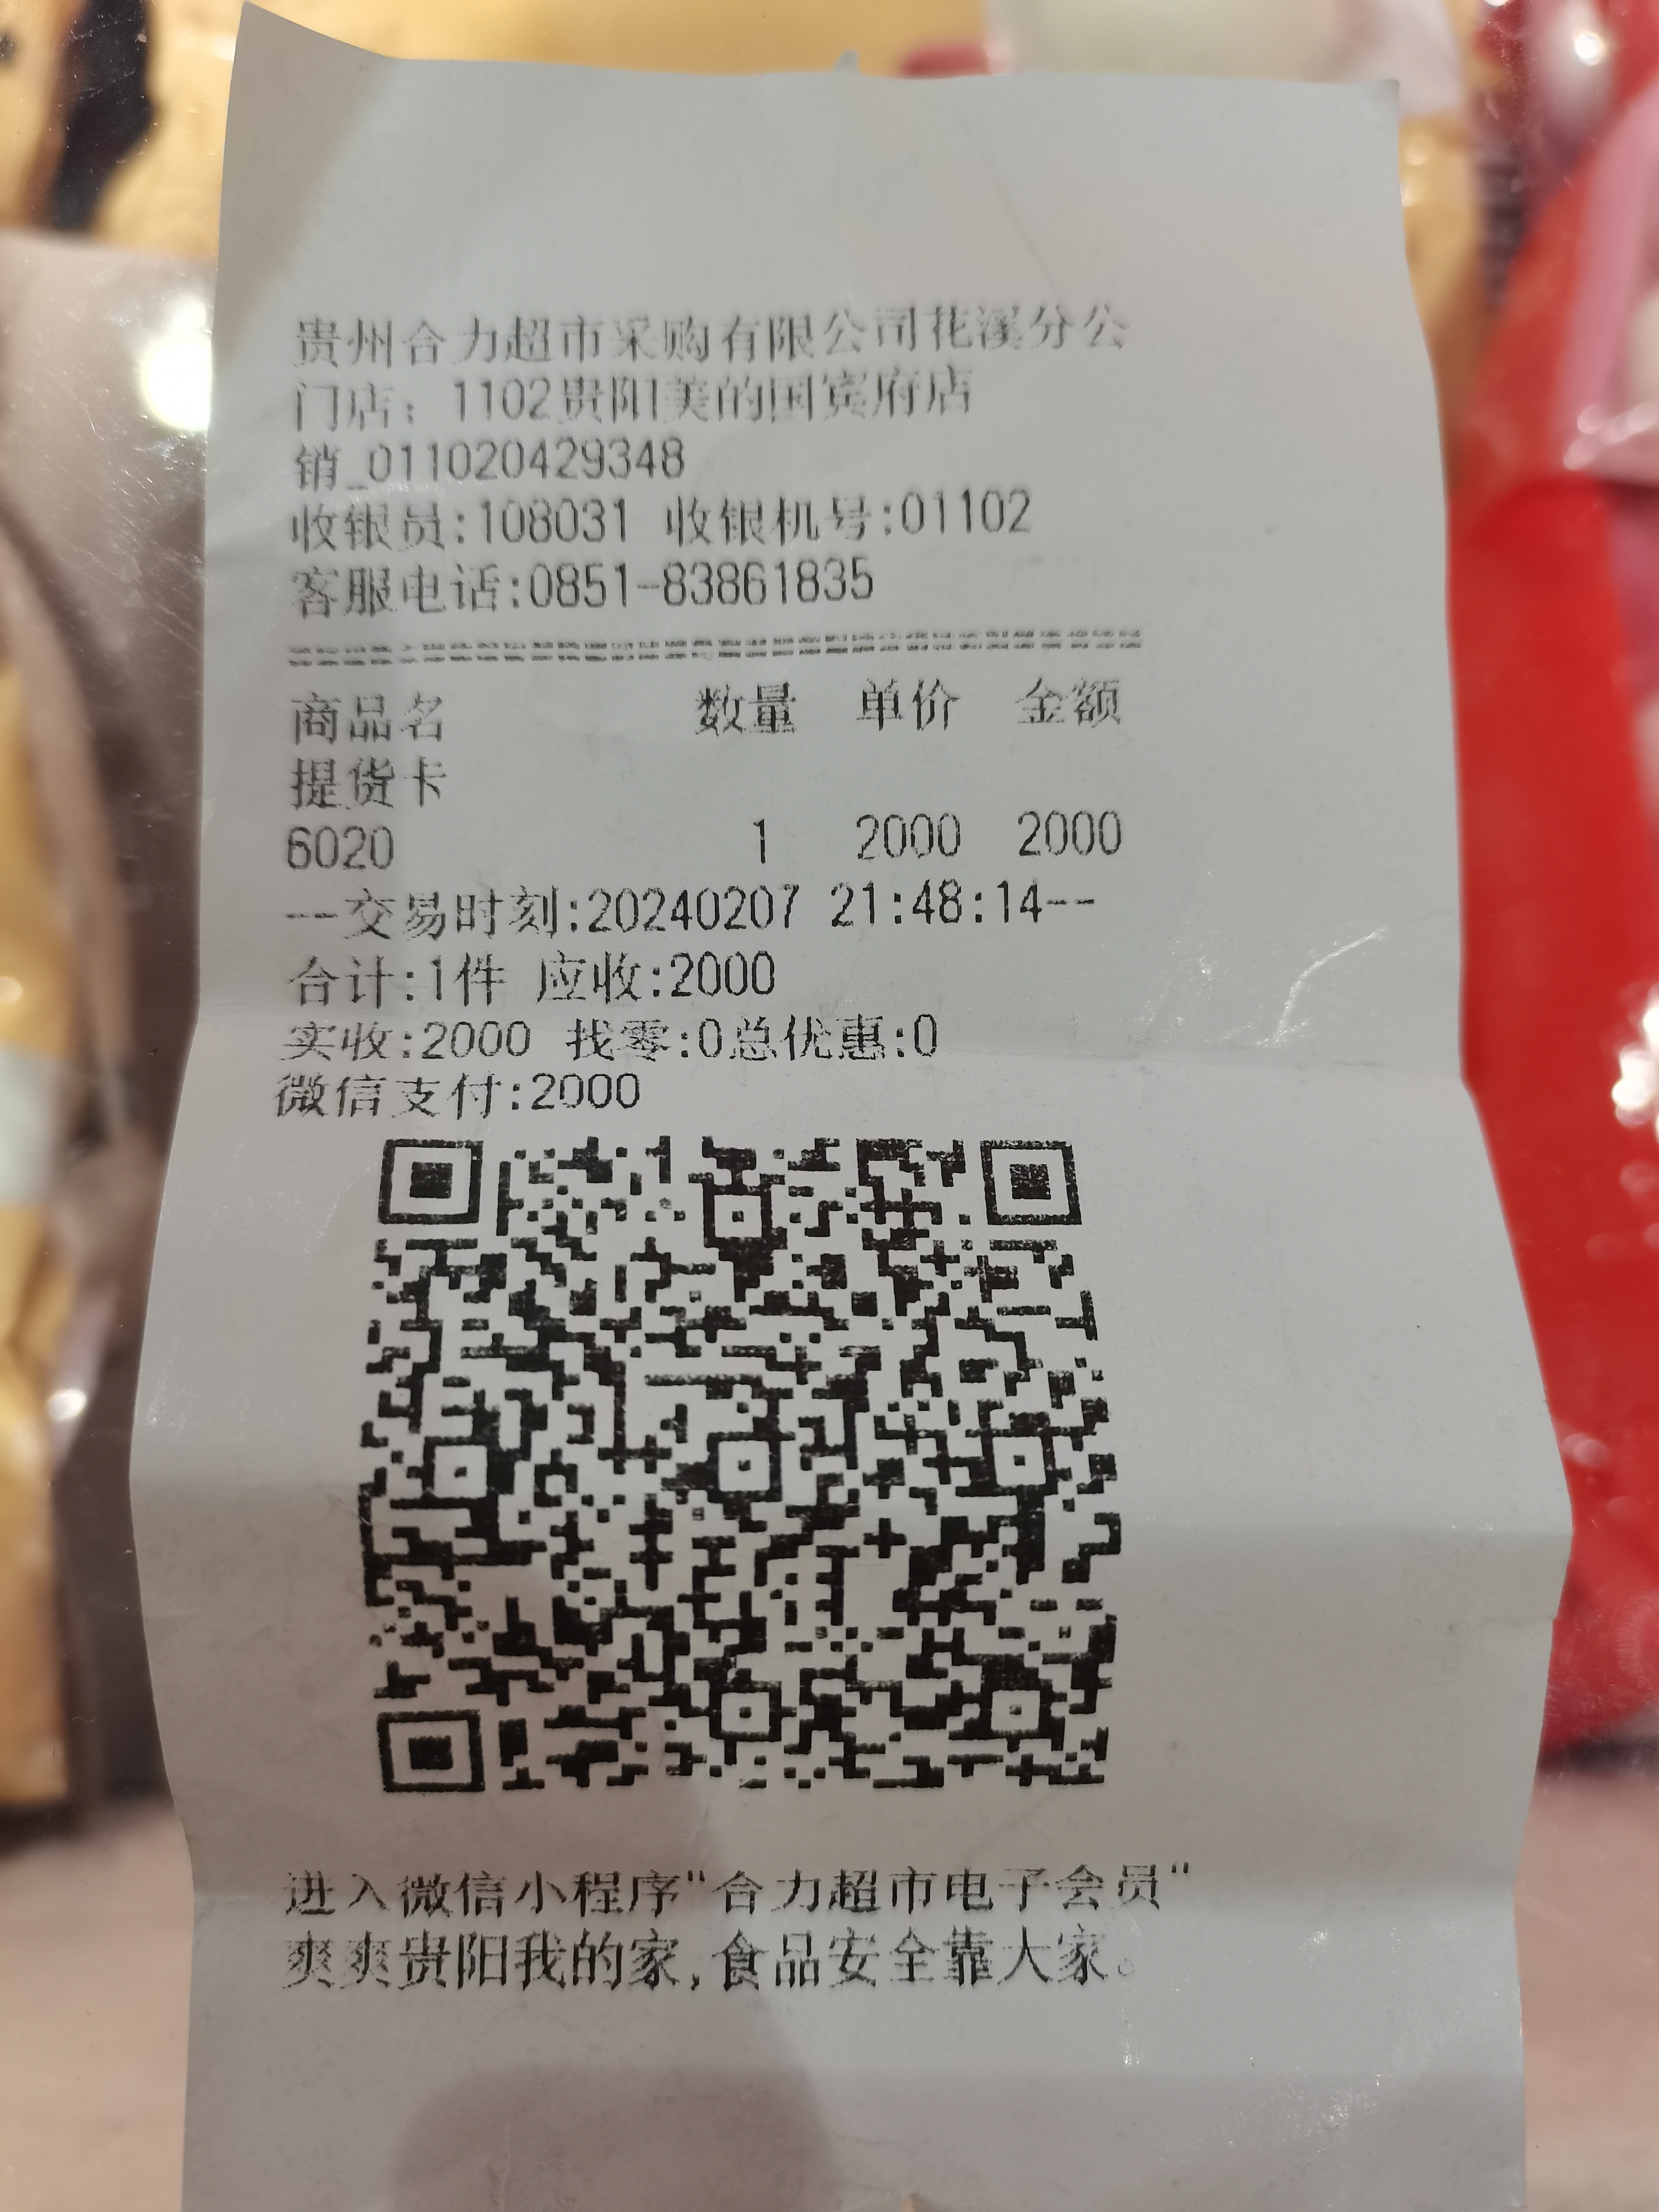 贵州合力超市采购有限公司花溪分公
门店：1102贵阳美的国宾府店
销_011020429348
收银员:108031 收银机号:01102
客服电话:0851-83861835
================================
商品名 数量 单价 金额
提货卡
6020 1 2000 2000
--交易时刻:20240207 21:48:14--
合计:1件 应收:2000
实收:2000 找零:0总优惠:0
微信支付:2000
进入微信小程序"合力超市电子会员"
爽爽贵阳我的家,食品安全靠大家。